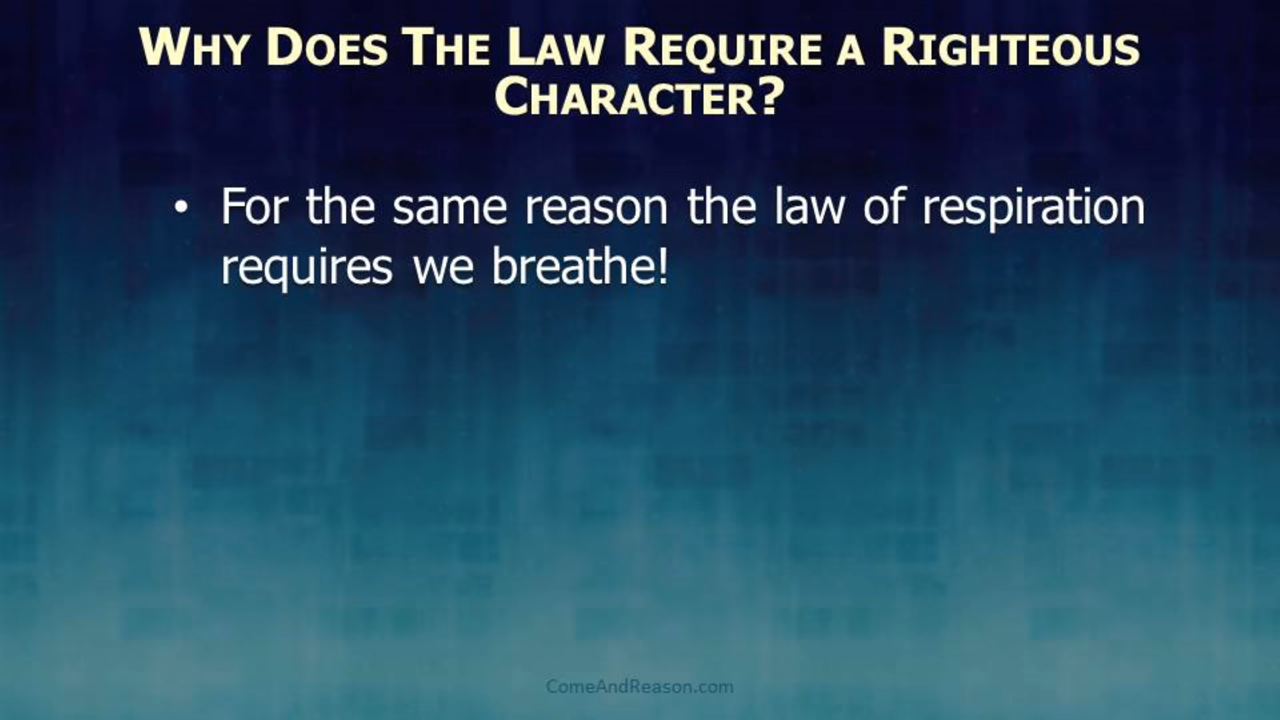 WHY DOES THE LAW REQUIRE A RIGHTEOUS
CHARACTER?
• For the same reason the law of respiration
requires we breathe!
ComeAndReason.com